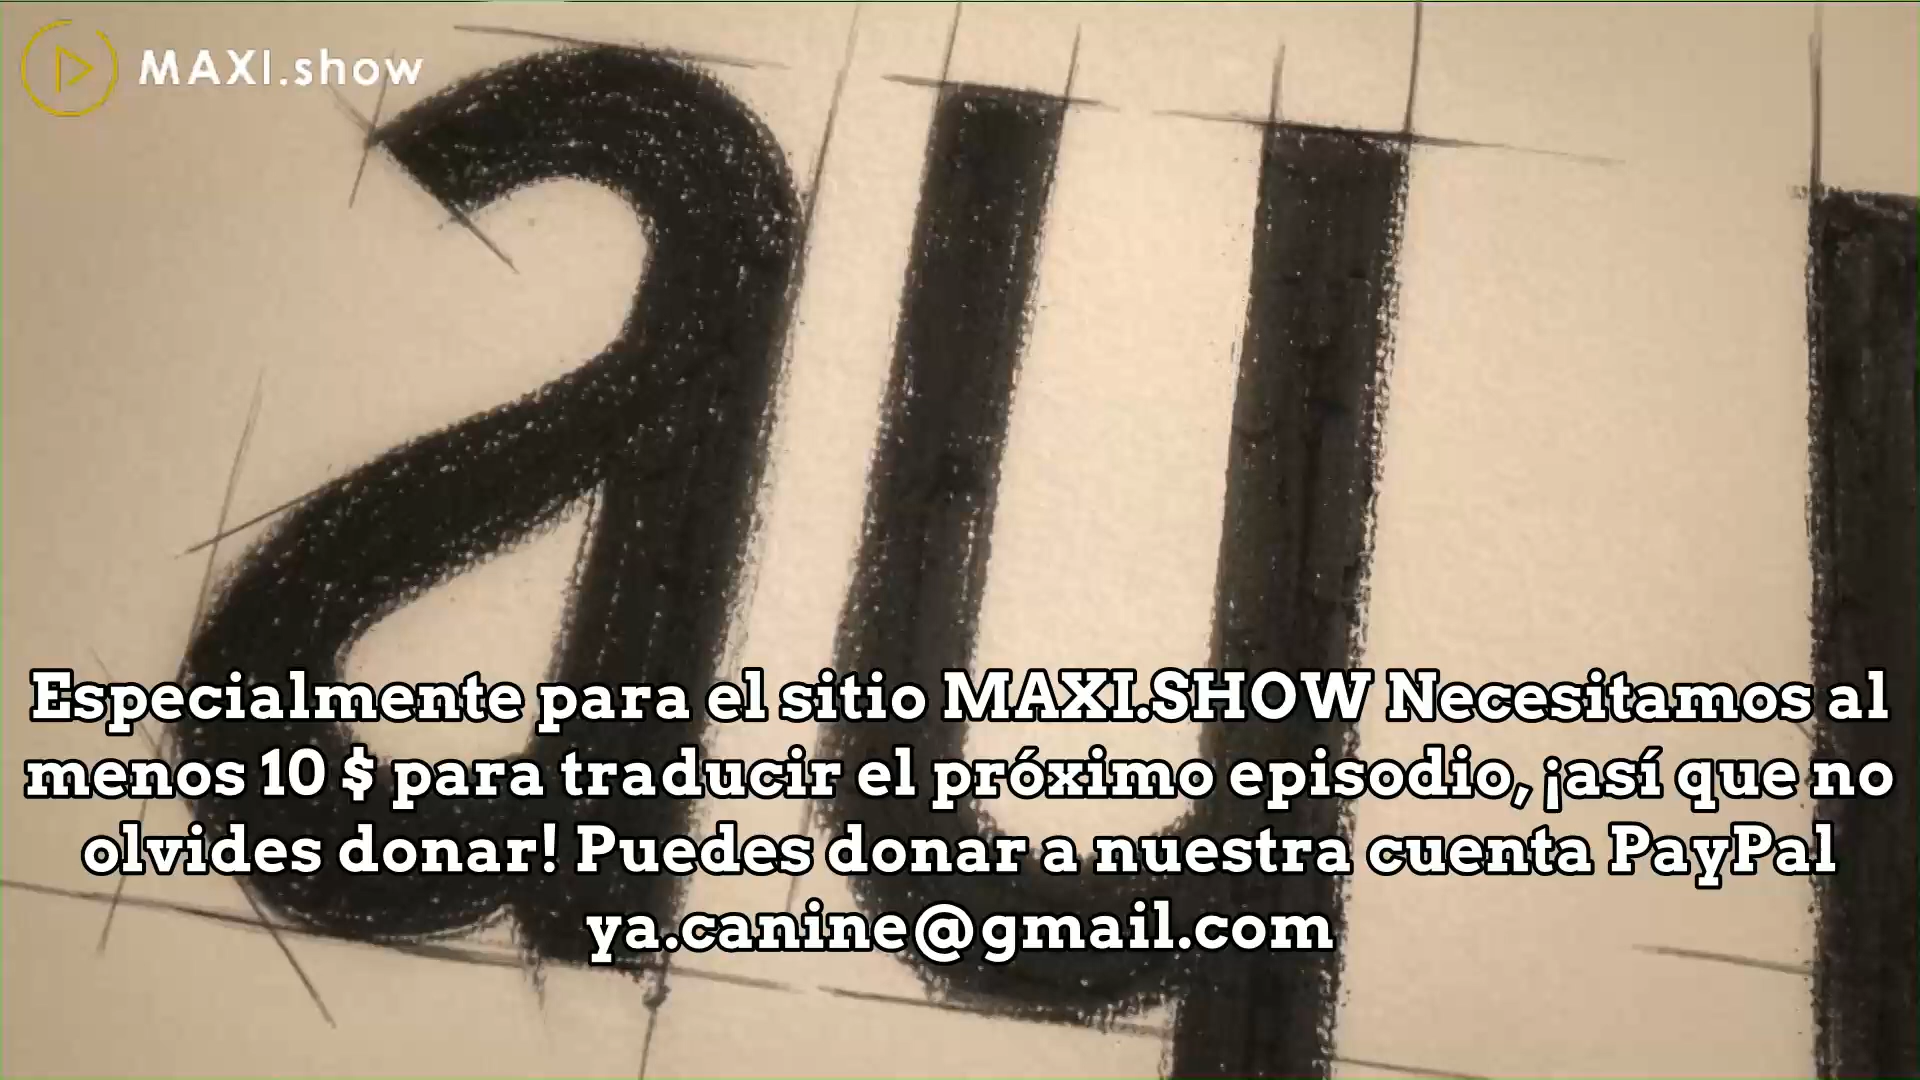 MAXI.show
ay
Especialmente para el sitio MAXI.SHOW Necesitamos al
menos 10 $ para traducir el próximo episodio, ¡así que no
olvides donar! Puedes donar a nuestra cuenta PayPal
ya.canine@gmail.com